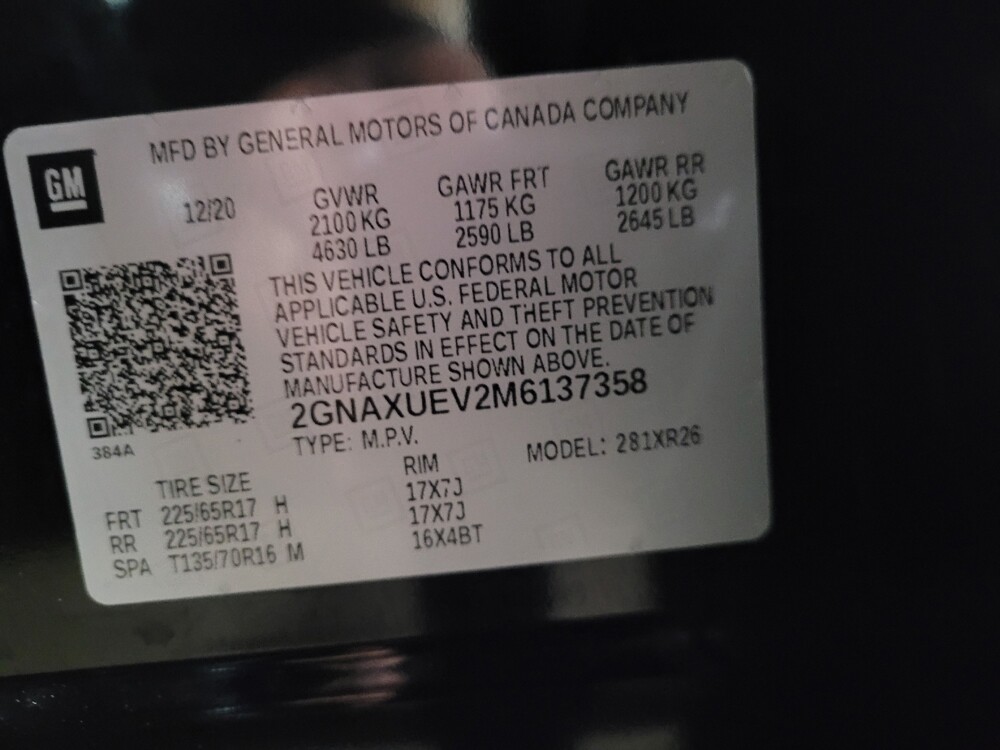 MFD BY GENERAL MOTORS OF CANADA COMPANY
GM
12/20
GVWR GAWR FRT GAWR RR
2100 KG 1175 KG 1200 KG
4630 LB 2590 LB 2645 LB
THIS VEHICLE CONFORMS TO ALL
APPLICABLE U.S. FEDERAL MOTOR
VEHICLE SAFETY AND THEFT PREVENTION
STANDARDS IN EFFECT ON THE DATE OF
MANUFACTURE SHOWN ABOVE.
2GNAXUEV2M6137358
384A
TYPE: M.P.V. MODEL: 281XR26
TIRE SIZE RIM
FRT 225/65R17 H 17X7J
RR 225/65R17 H 17X7J
SPA T135/70R16 M 16X4BT